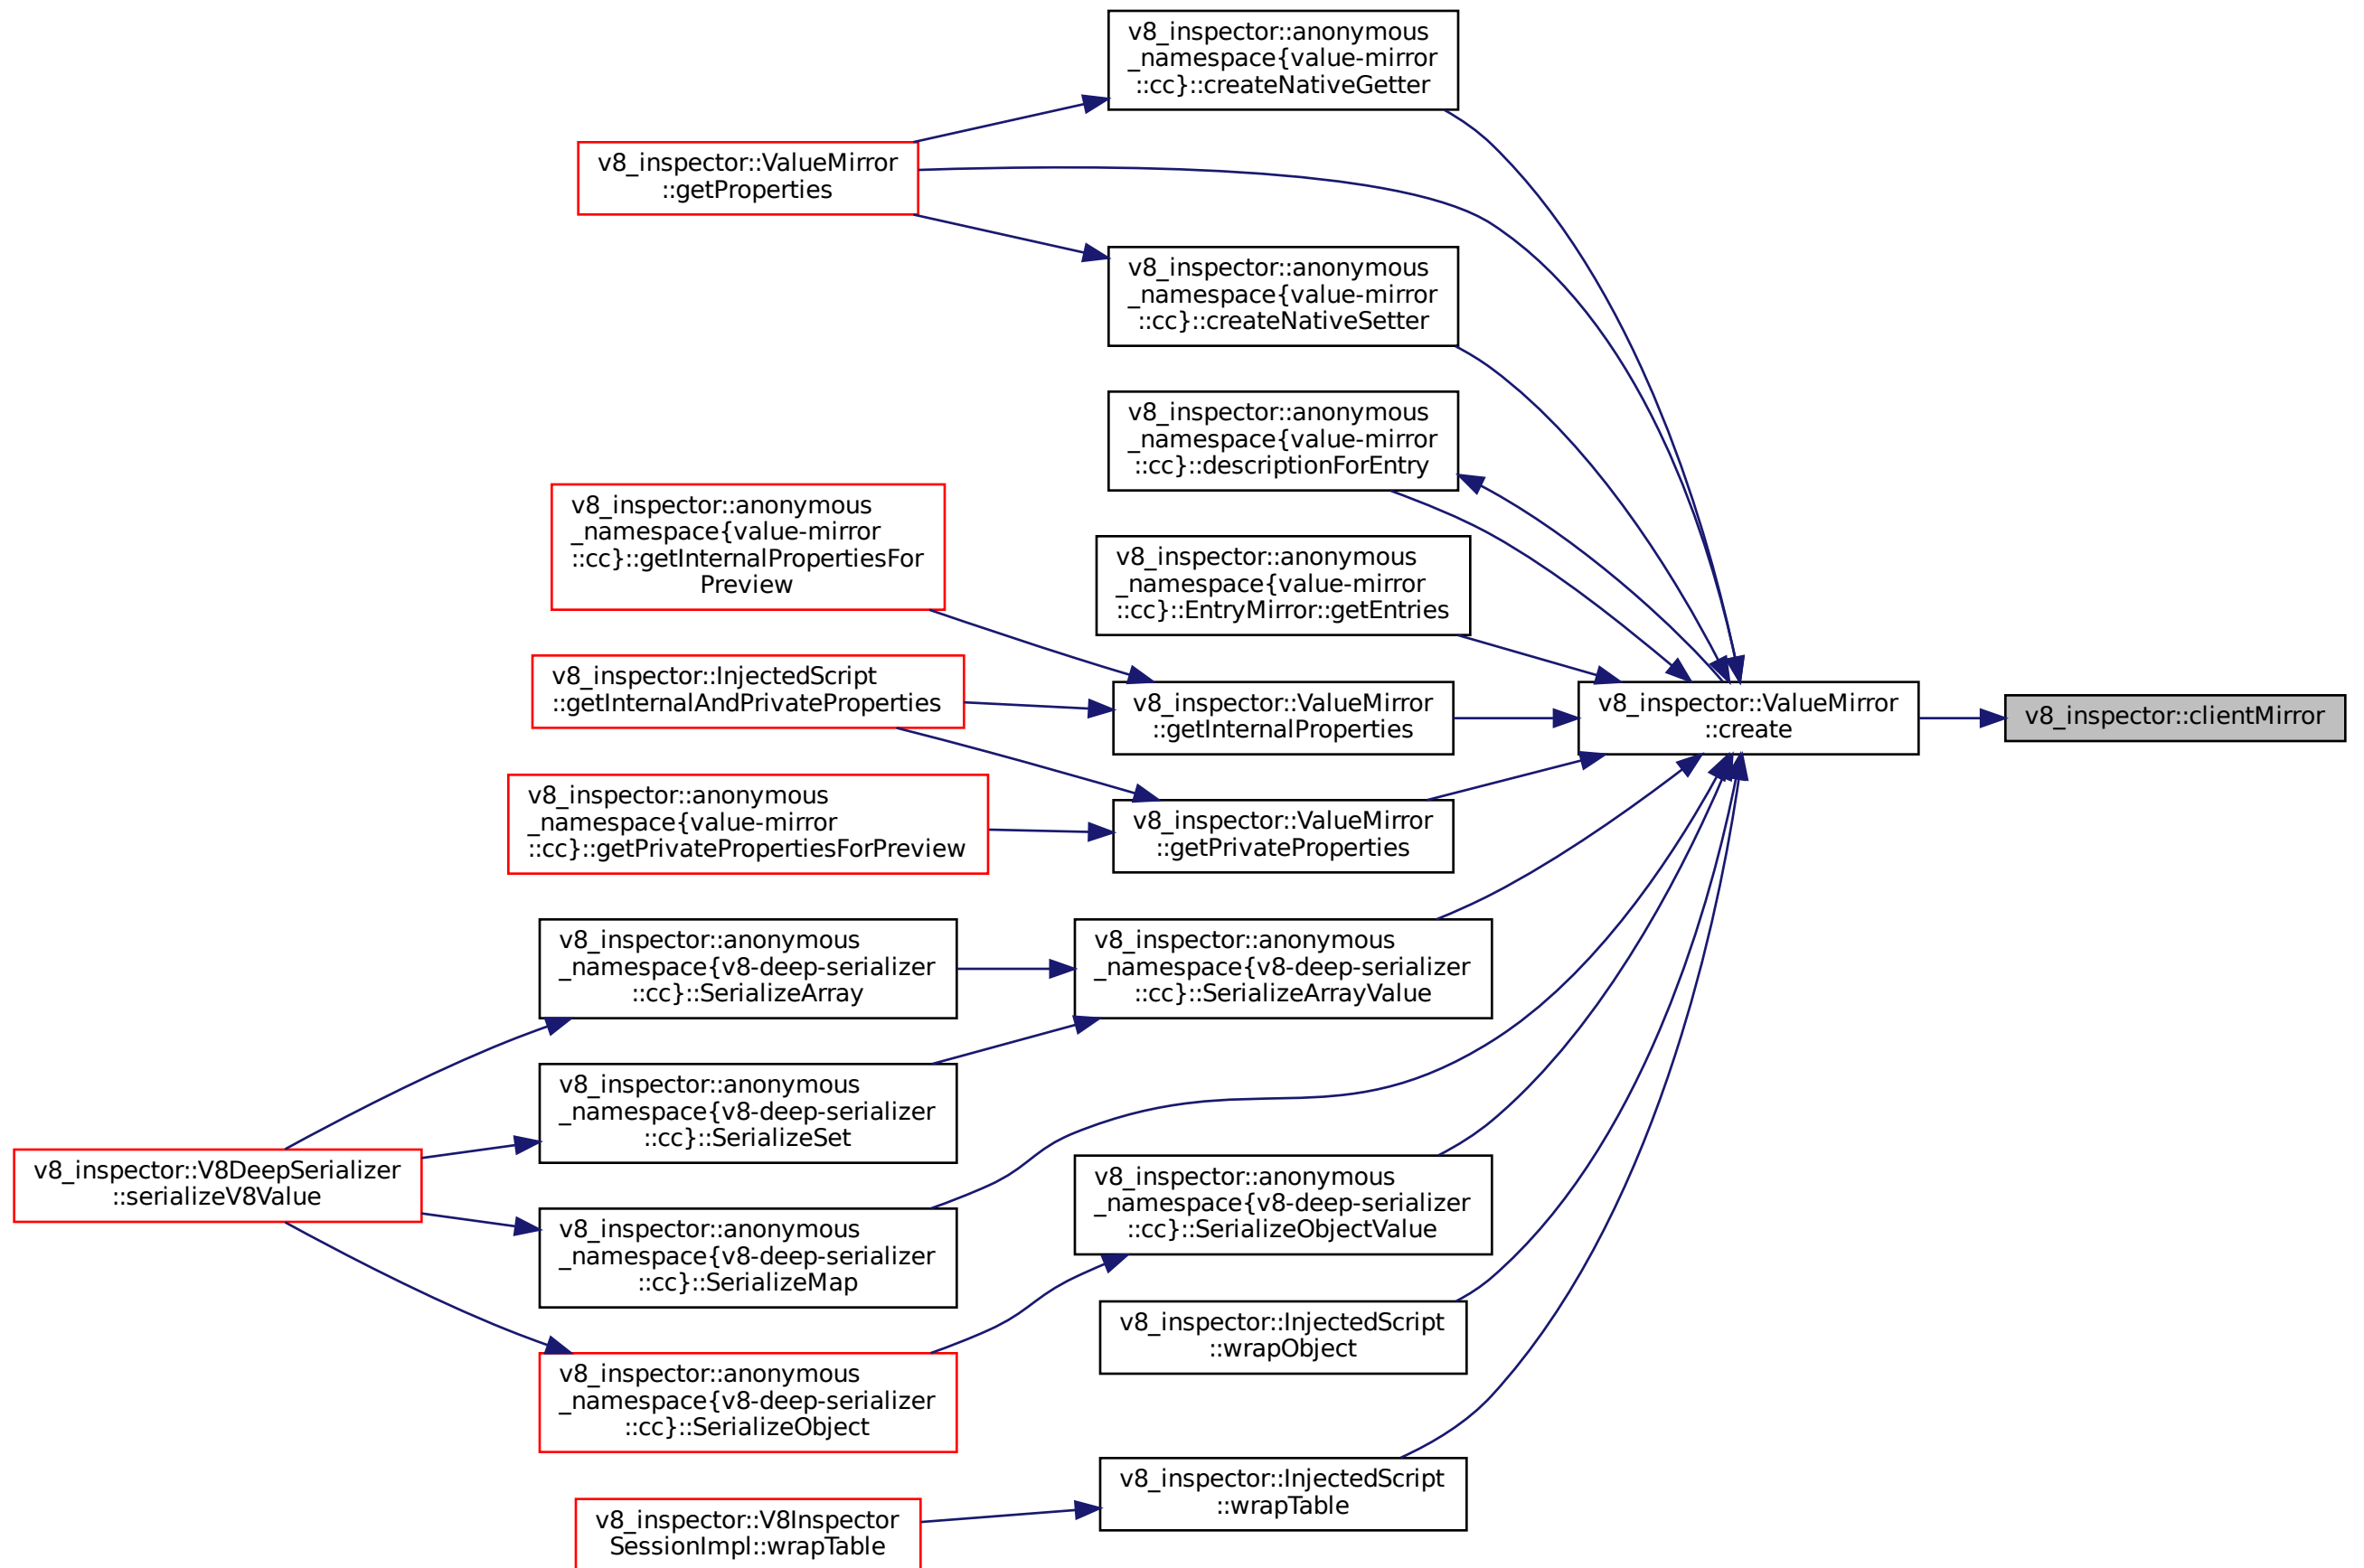 v8_inspector::anonymous
_namespace{value-mirror
::cc}::createNativeGetter
v8_inspector::ValueMirror
::getProperties
v8_inspector::anonymous
_namespace{value-mirror
::cc}::createNativeSetter
v8_inspector::anonymous
_namespace{value-mirror
::cc}::descriptionForEntry
v8_inspector::anonymous
_namespace{value-mirror
::cc}::getInternalPropertiesFor
Preview
v8_inspector::anonymous
_namespace{value-mirror
::cc}::EntryMirror::getEntries
v8_inspector::InjectedScript
::getInternalAndPrivateProperties
v8_inspector::ValueMirror
::getInternalProperties
v8_inspector::ValueMirror
::create
v8_inspector::clientMirror
v8_inspector::anonymous
_namespace{value-mirror
::cc}::getPrivatePropertiesForPreview
v8_inspector::ValueMirror
::getPrivateProperties
v8_inspector::anonymous
_namespace{v8-deep-serializer
::cc}::SerializeArray
v8_inspector::anonymous
_namespace{v8-deep-serializer
::cc}::SerializeArrayValue
v8_inspector::anonymous
_namespace{v8-deep-serializer
::cc}::SerializeSet
v8_inspector::V8DeepSerializer
::serializeV8Value
v8_inspector::anonymous
_namespace{v8-deep-serializer
::cc}::SerializeObjectValue
v8_inspector::anonymous
_namespace{v8-deep-serializer
::cc}::SerializeMap
v8_inspector::InjectedScript
::wrapObject
v8_inspector::anonymous
_namespace{v8-deep-serializer
::cc}::SerializeObject
v8_inspector::InjectedScript
::wrapTable
v8_inspector::V8Inspector
SessionImpl::wrapTable